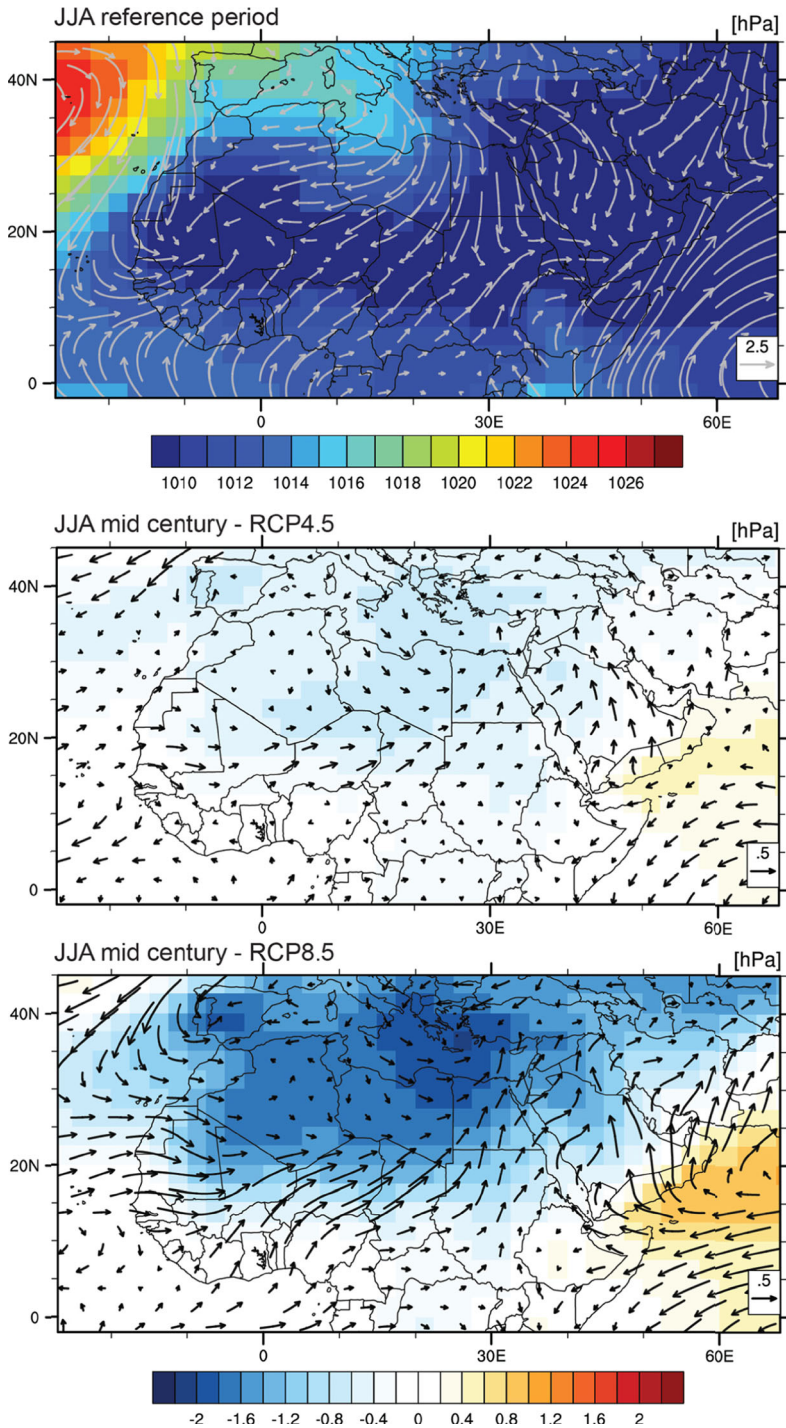 JJA reference period [hPa]
40N
20N
0
2.5
0 30E 60E
1010 1012 1014 1016 1018 1020 1022 1024 1026
JJA mid century - RCP4.5 [hPa]
40N
20N
0
.5
0 30E 60E
JJA mid century - RCP8.5 [hPa]
40N
20N
0
.5
0 30E 60E
-2 -1.6 -1.2 -0.8 -0.4 0 0.4 0.8 1.2 1.6 2